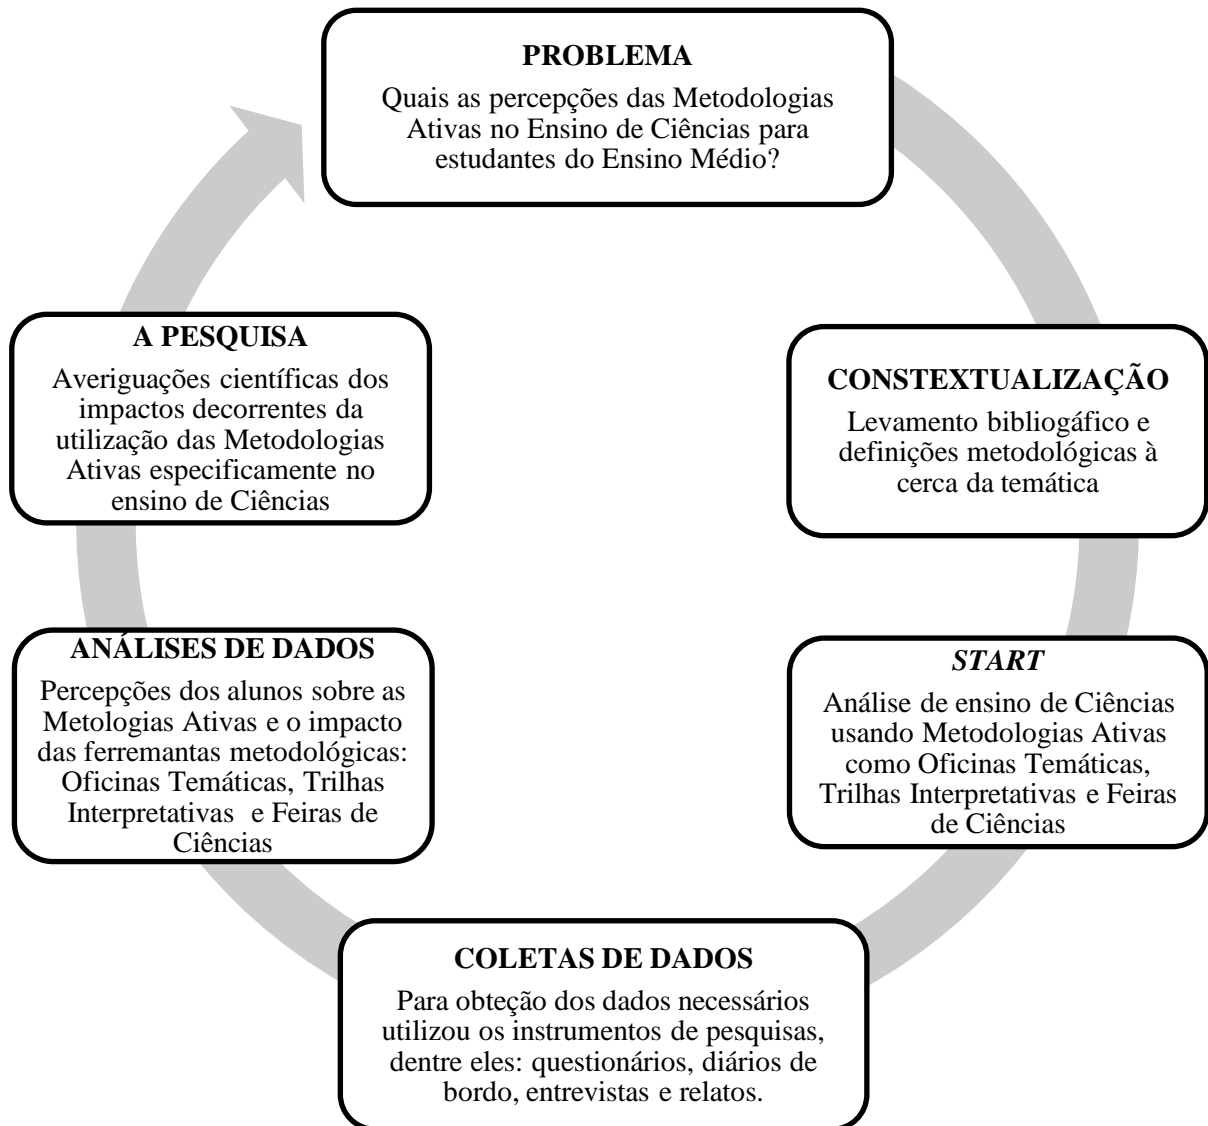 PROBLEMA
Quais as percepções das Metodologias
Ativas no Ensino de Ciências para
estudantes do Ensino Médio?
CONSTEXTUALIZAÇÃO
Levamento bibliogáfico e
definições metodológicas à
cerca da temática
START
Análise de ensino de Ciências
usando Metodologias Ativas
como Oficinas Temáticas,
Trilhas Interpretativas e Feiras
de Ciências
COLETAS DE DADOS
Para obteção dos dados necessários
utilizou os instrumentos de pesquisas,
dentre eles: questionários, diários de
bordo, entrevistas e relatos.
ANÁLISES DE DADOS
Percepções dos alunos sobre as
Metologias Ativas e o impacto
das ferremantas metodológicas:
Oficinas Temáticas, Trilhas
Interpretativas e Feiras de
Ciências
A PESQUISA
Averiguações científicas dos
impactos decorrentes da
utilização das Metodologias
Ativas especificamente no
ensino de Ciências